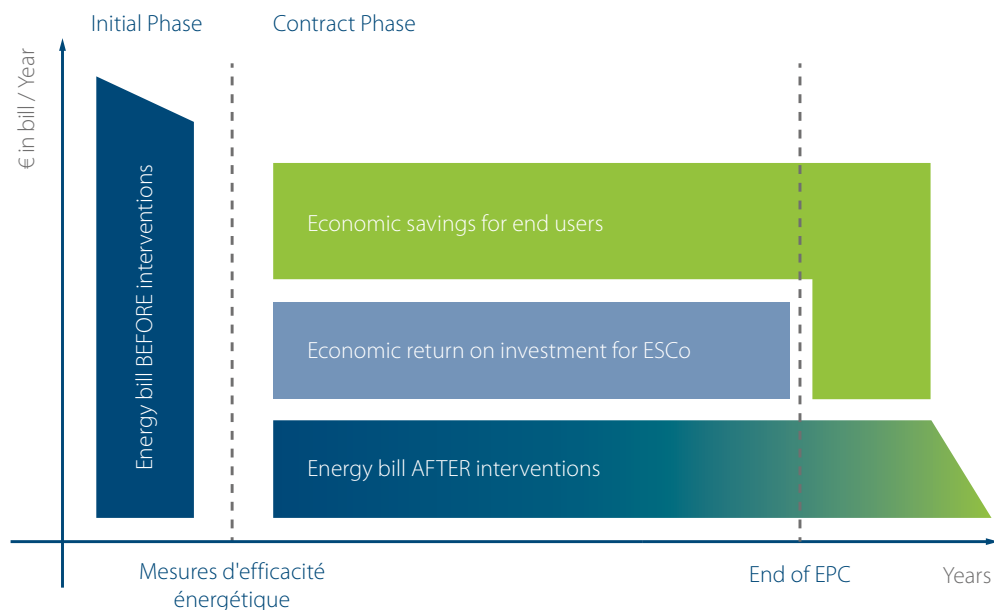 Initial Phase
Contract Phase
€ in bill / Year
Energy bill BEFORE interventions
Economic savings for end users
Economic return on investment for ESCo
Energy bill AFTER interventions
Mesures d'efficacité
énergétique
End of EPC
Years